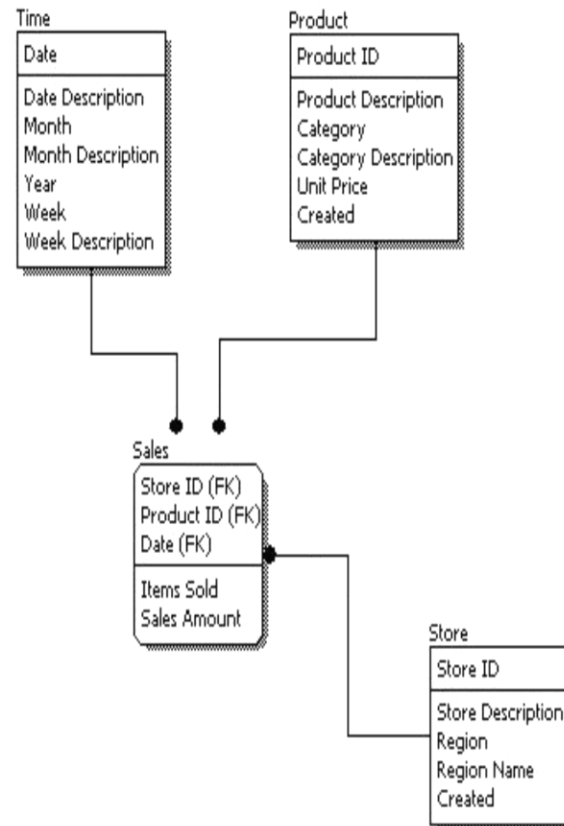 Time
Date
Date Description
Month
Month Description
Year
Week
Week Description
Product
Product ID
Product Description
Category
Category Description
Unit Price
Created
Sales
Store ID (FK)
Product ID (FK)
Date (FK)
Items Sold
Sales Amount
Store
Store ID
Store Description
Region
Region Name
Created